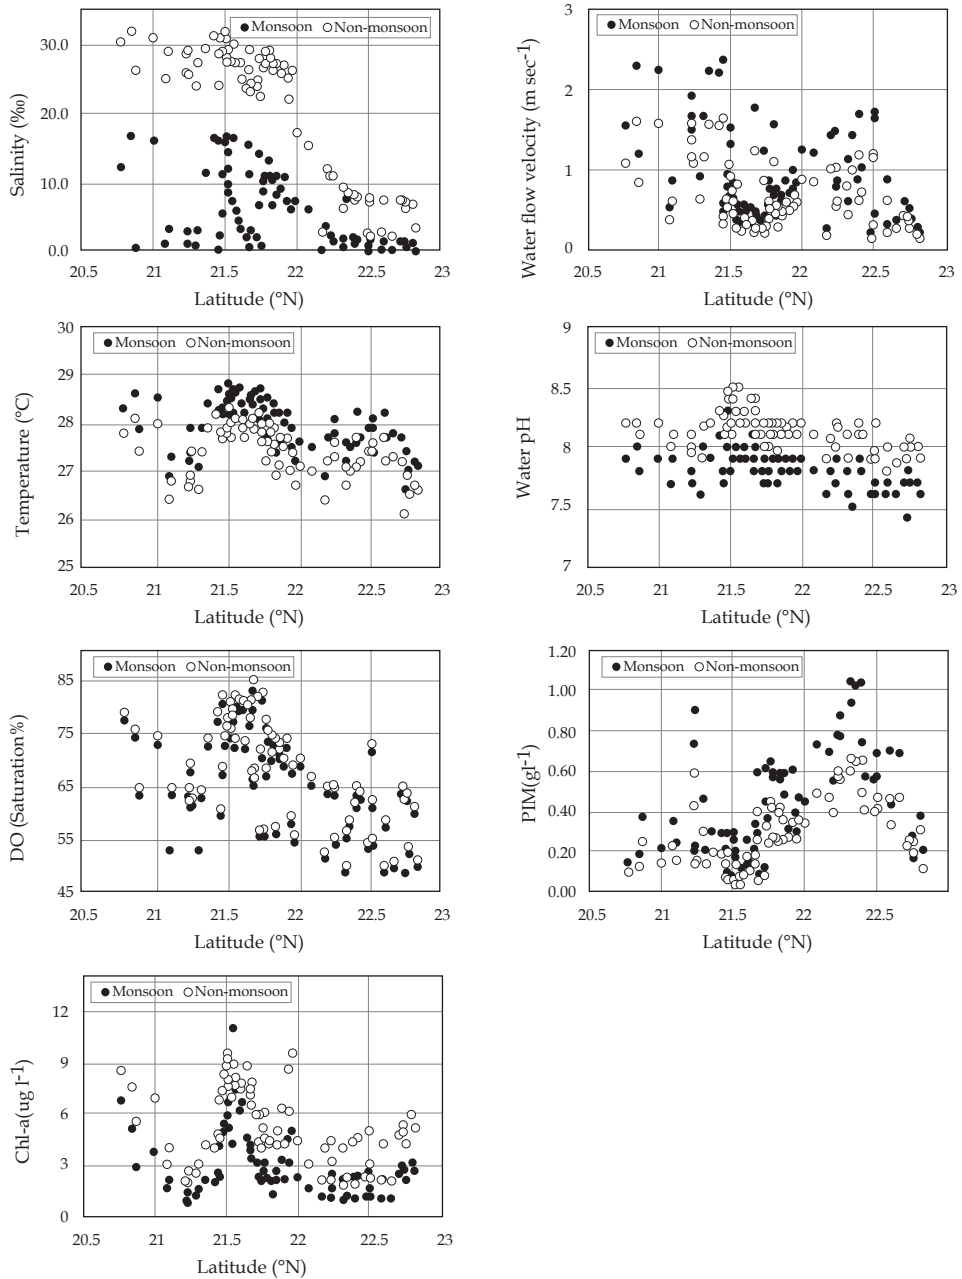 Monsoon Non-monsoon
30.0
20.0
10.0
0.0
Salinity (‰)
20.5 21 21.5 22 22.5 23
Latitude (°N)
Monsoon Non-monsoon
3
2
1
0
Water flow velocity (m sec-1)
20.5 21 21.5 22 22.5 23
Latitude (°N)
Monsoon Non-monsoon
30
29
28
27
26
25
Temperature (°C)
20.5 21 21.5 22 22.5 23
Latitude (°N)
Monsoon Non-monsoon
9
8.5
8
7.5
7
Water pH
20.5 21 21.5 22 22.5 23
Latitude (°N)
Monsoon Non-monsoon
85
75
65
55
45
DO (Saturation%)
20.5 21 21.5 22 22.5 23
Latitude (°N)
Monsoon Non-monsoon
1.20
1.00
0.80
0.60
0.40
0.20
0.00
PIM(gl-1)
20.5 21 21.5 22 22.5
Latitude (°N)
Monsoon Non-monsoon
12
9
6
3
0
Chl-a(ug l-1)
20.5 21 21.5 22 22.5 23
Latitude (°N)